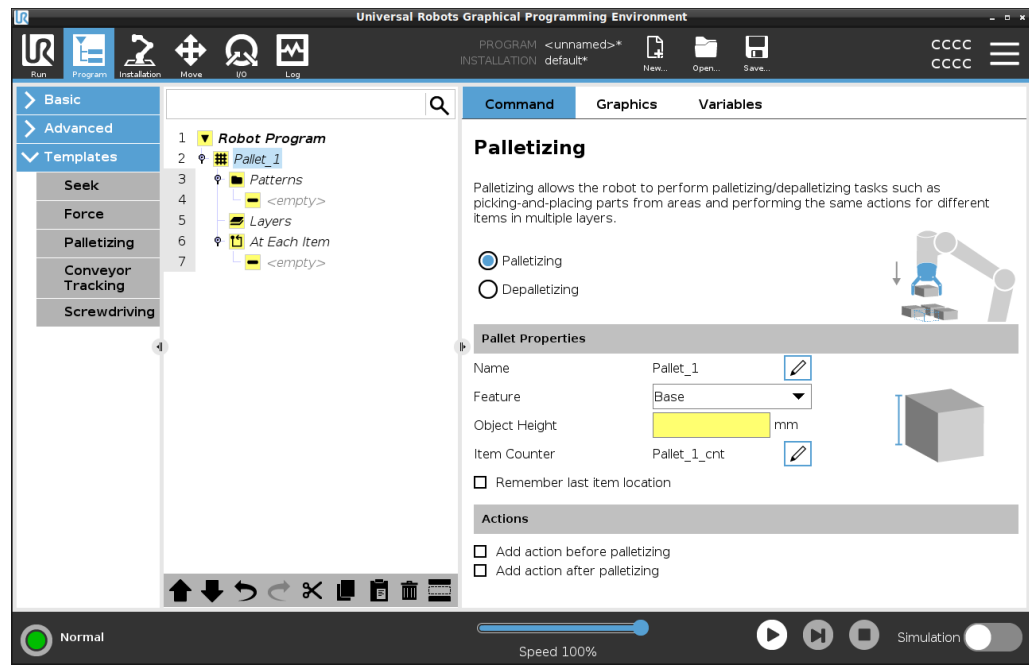 Universal Robots Graphical Programming Environment
UR
Run
Program
Installation
Move
I/O
Log
PROGRAM <unnamed>*
INSTALLATION default*
New...
Open...
Save...
CCCC
CCCC
Basic
Advanced
Templates
Seek
Force
Palletizing
Conveyor
Tracking
Screwdriving
1 Robot Program
2 Pallet_1
3 Patterns
4 <empty>
5 Layers
6 At Each Item
7 <empty>
Command Graphics Variables
Palletizing
Palletizing allows the robot to perform palletizing/depalletizing tasks such as
picking-and-placing parts from areas and performing the same actions for different
items in multiple layers.
Palletizing
Depalletizing
Pallet Properties
Name Pallet_1
Feature Base
Object Height mm
Item Counter Pallet_1_cnt
Remember last item location
Actions
Add action before palletizing
Add action after palletizing
Normal
Speed 100%
Simulation